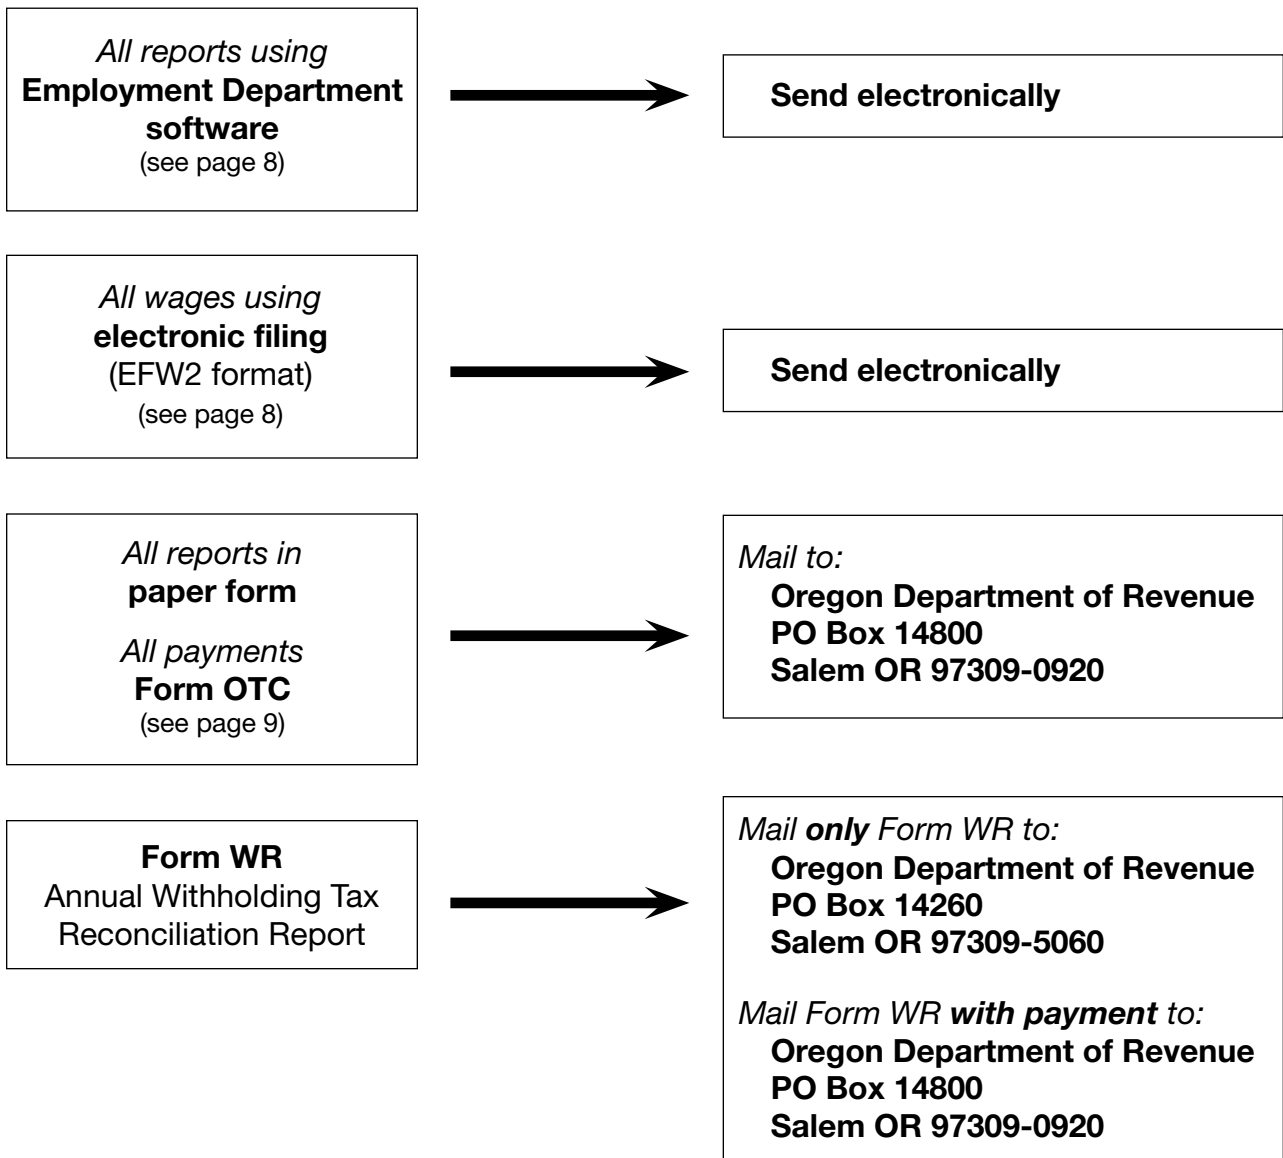 All reports using
Employment Department
software
(see page 8)
Send electronically
All wages using
electronic filing
(EFW2 format)
(see page 8)
Send electronically
All reports in
paper form
All payments
Form OTC
(see page 9)
Mail to:
Oregon Department of Revenue
PO Box 14800
Salem OR 97309-0920
Form WR
Annual Withholding Tax
Reconciliation Report
Mail only Form WR to:
Oregon Department of Revenue
PO Box 14260
Salem OR 97309-5060
Mail Form WR with payment to:
Oregon Department of Revenue
PO Box 14800
Salem OR 97309-0920